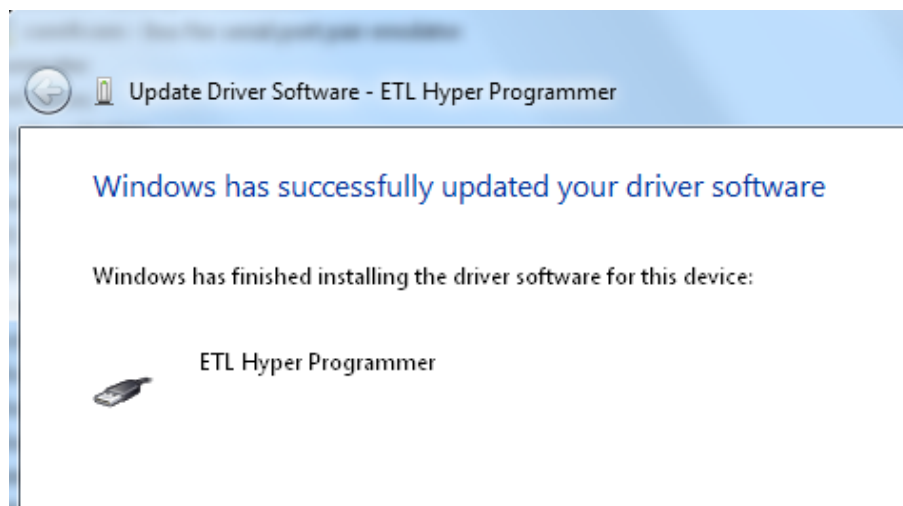 Update Driver Software - ETL Hyper Programmer
Windows has successfully updated your driver software
Windows has finished installing the driver software for this device:
ETL Hyper Programmer